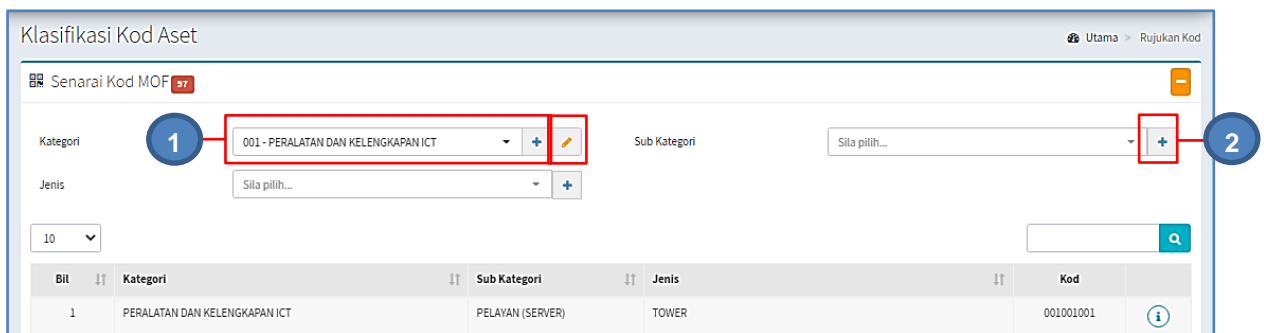 Klasifikasi Kod Aset
Utama > Rujukan Kod
Senarai Kod MOF 97
Kategori 1 001 - PERALATAN DAN KELENGKAPAN ICT Sub Kategori Sila pilih... 2
Jenis Sila pilih...
10
Bil Kategori Sub Kategori Jenis Kod
1 PERALATAN DAN KELENGKAPAN ICT PELAYAN (SERVER) TOWER 001001001